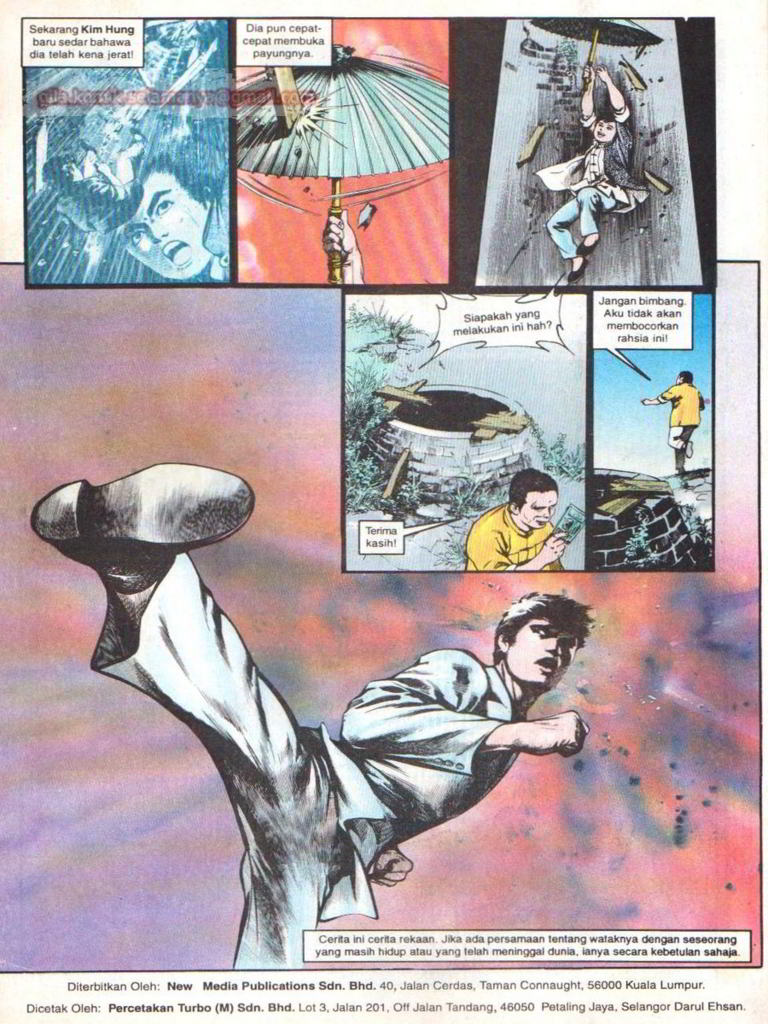 Sekarang Kim Hung
baru sedar bahawa
dia telah kena jerat!
Dia pun cepat-
cepat membuka
payungnya.
Siapakah yang
melakukan ini hah?
Terima
kasih!
Jangan bimbang.
Aku tidak akan
membocorkan
rahsia ini!
Cerita ini cerita rekaan. Jika ada persamaan tentang wataknya dengan seseorang
yang masih hidup atau yang telah meninggal dunia, ianya secara kebetulan sahaja.
Diterbitkan Oleh: New Media Publications Sdn. Bhd. 40, Jalan Cerdas, Taman Connaught, 56000 Kuala Lumpur.
Dicetak Oleh: Percetakan Turbo (M) Sdn. Bhd. Lot 3, Jalan 201, Off Jalan Tandang, 46050 Petaling Jaya, Selangor Darul Ehsan.